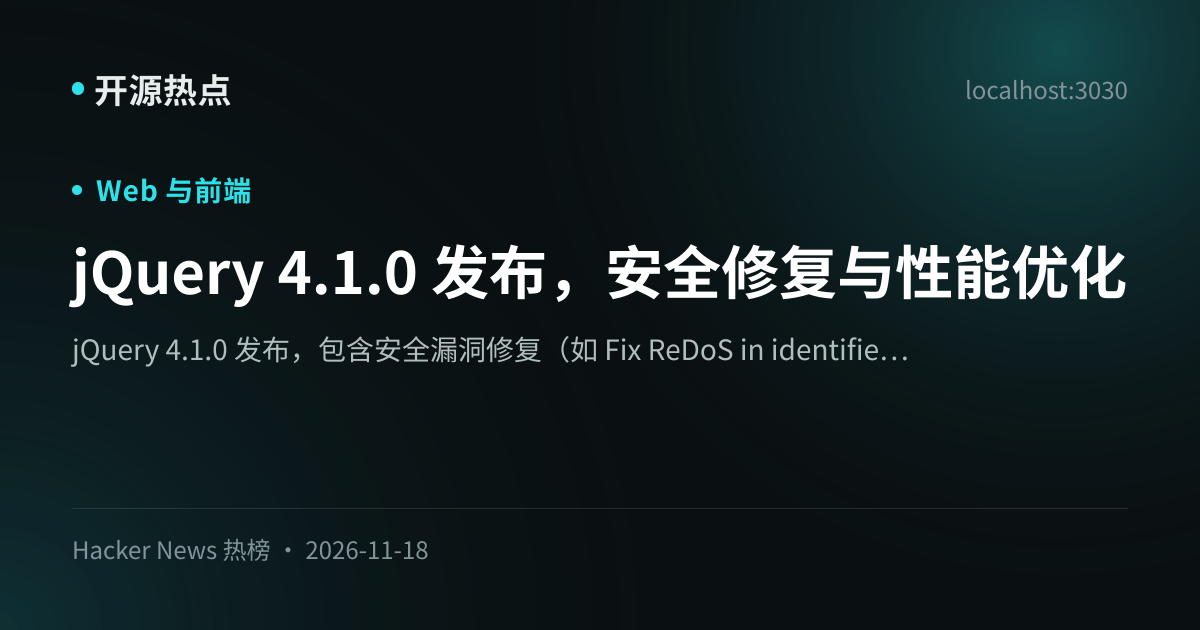 开源热点
localhost:3030
Web 与前端
jQuery 4.1.0 发布，安全修复与性能优化
jQuery 4.1.0 发布，包含安全漏洞修复（如 Fix ReDoS in identifie…
Hacker News 热榜 · 2026-11-18